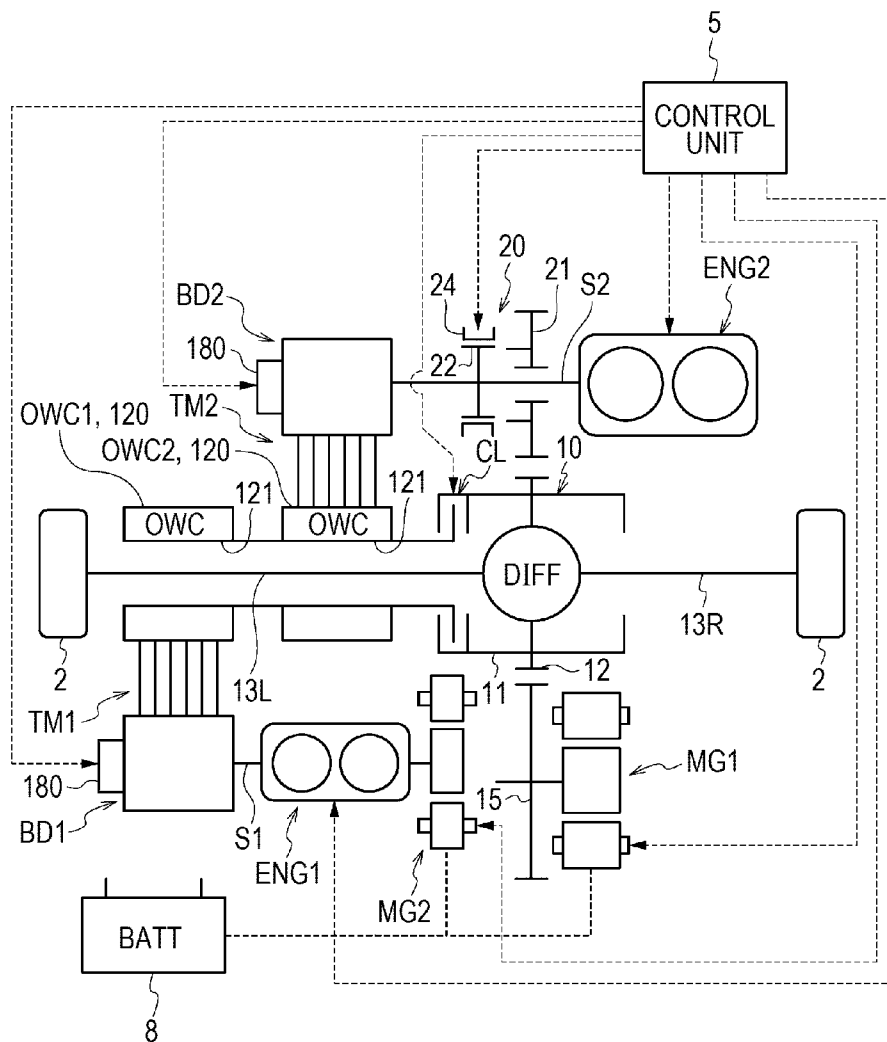 5
CONTROL
UNIT
20
21
S2
ENG2
BD2
24
180
22
TM2
OWC1, 120
OWC2, 120
CL
10
121
121
OWC
OWC
DIFF
13R
2
13L
11
12
2
TM1
MG1
180
15
BD1
S1
ENG1
MG2
BATT
8